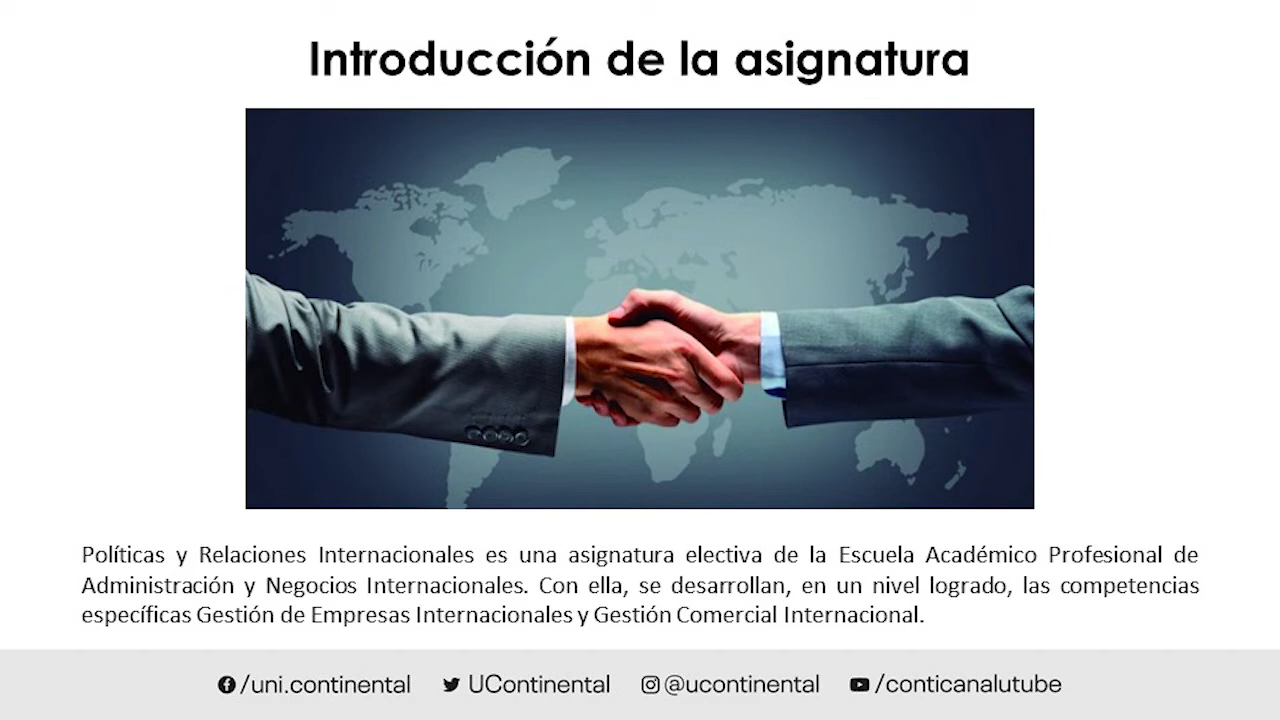 Introducción de la asignatura
Políticas y Relaciones Internacionales es una asignatura electiva de la Escuela Académico Profesional de
Administración y Negocios Internacionales. Con ella, se desarrollan, en un nivel logrado, las competencias
específicas Gestión de Empresas Internacionales y Gestión Comercial Internacional.
/uni.continental UContinental @ucontinental /conticanalutube